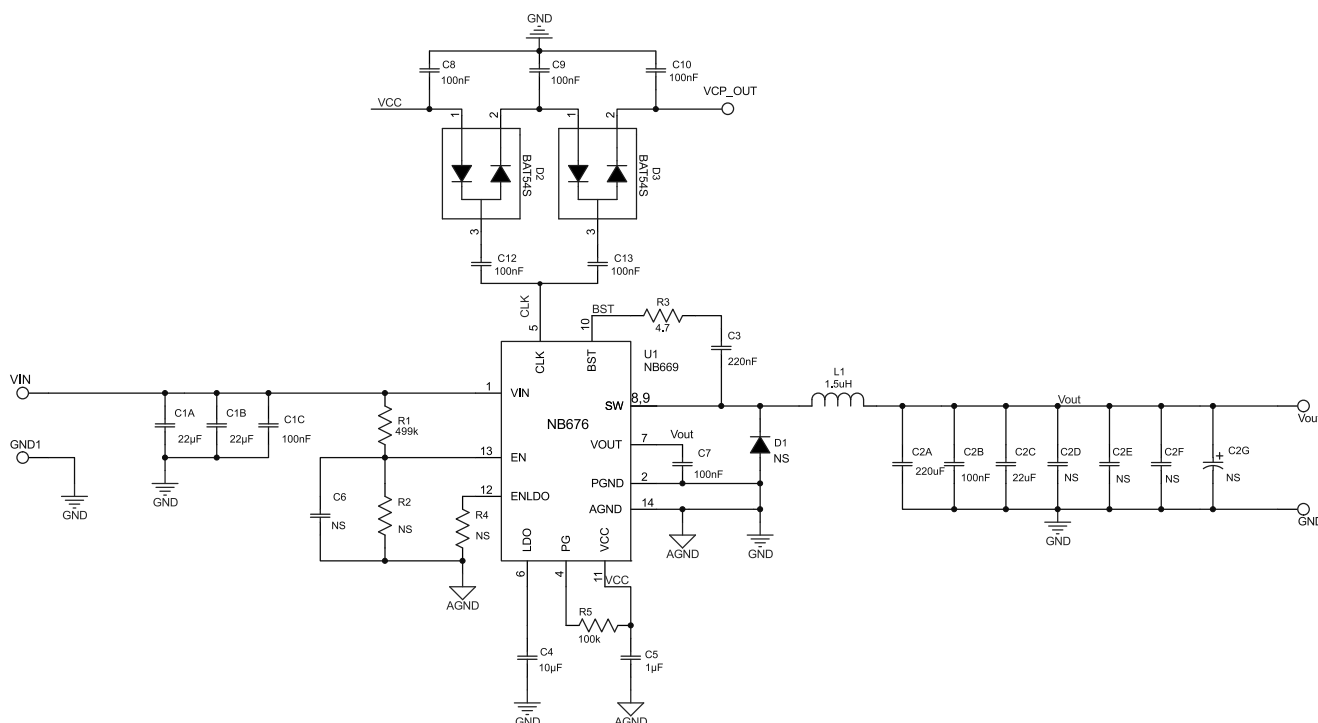 GND
C8
100nF
C9
100nF
C10
100nF
VCC
VCP_OUT
1
2
1
2
D2
BAT54S
D3
BAT54S
3
3
C12
100nF
C13
100nF
CLK
5
BST
10
R3
4.7
C3
220nF
U1
NB669
CLK
BST
VIN
1
VIN
C1A
22µF
C1B
22µF
C1C
100nF
R1
499k
SW
8,9
L1
1.5uH
Vout
Vout
NB676
GND1
GND
GND
13
EN
VOUT
7
Vout
C7
100nF
D1
NS
C2A
220uF
C2B
100nF
C2C
22uF
C2D
NS
C2E
NS
C2F
NS
+
C2G
NS
C6
NS
R2
NS
12
ENLDO
R4
NS
PGND
2
AGND
14
GND
GND
AGND
GND
LDO
PG
VCC
6
4
11
VCC
AGND
R5
100k
C4
10µF
C5
1µF
GND
AGND